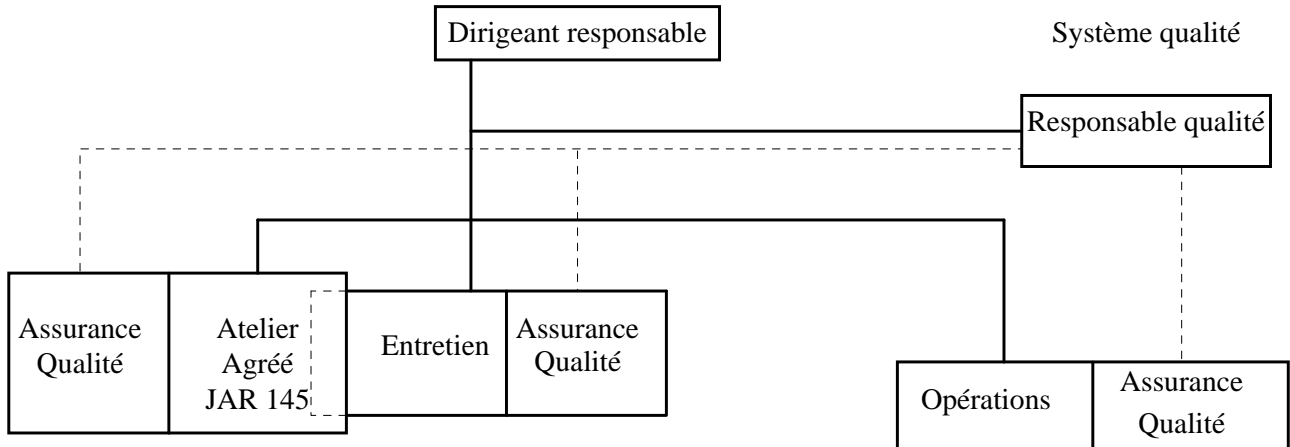 Dirigeant responsable
Système qualité
Responsable qualité
Assurance
Qualité
Atelier
Agréé
JAR 145
Entretien
Assurance
Qualité
Opérations
Assurance
Qualité